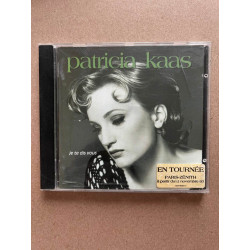 patricia kaas
je te dis vous
EN TOURNÉE
PARIS-ZÉNITH